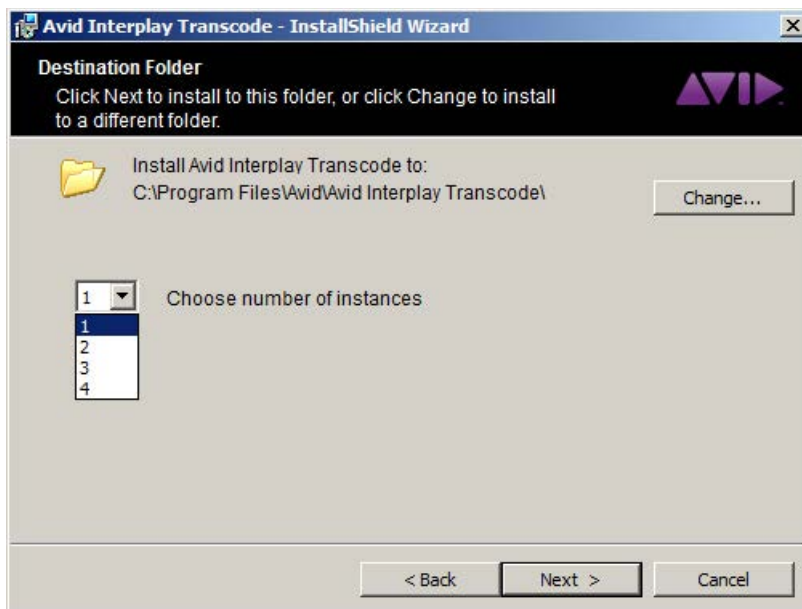 Avid Interplay Transcode - InstallShield Wizard
Destination Folder
Click Next to install to this folder, or click Change to install
to a different folder.
AVID
Install Avid Interplay Transcode to:
C:\Program Files\Avid\Avid Interplay Transcode\
Change...
1 Choose number of instances
1
2
3
4
< Back Next > Cancel